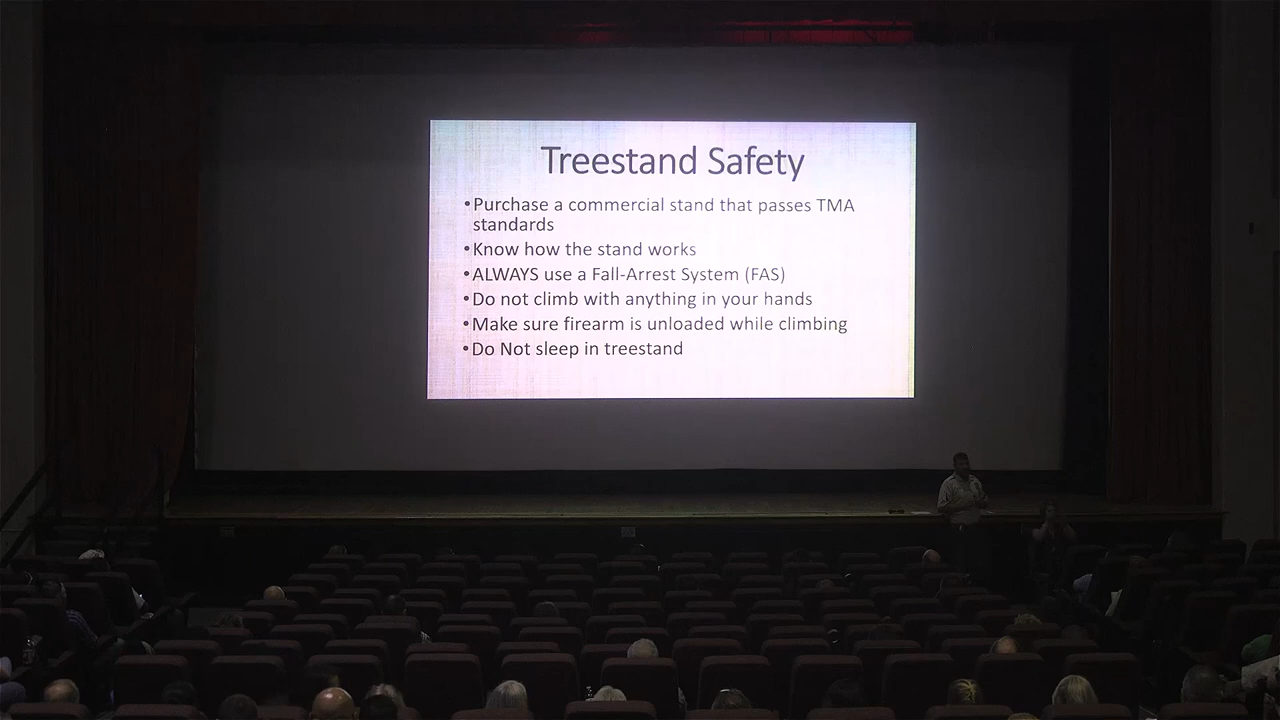 Treestand Safety
•Purchase a commercial stand that passes TMA
standards
•Know how the stand works
•ALWAYS use a Fall-Arrest System (FAS)
•Do not climb with anything in your hands
•Make sure firearm is unloaded while climbing
•Do Not sleep in treestand